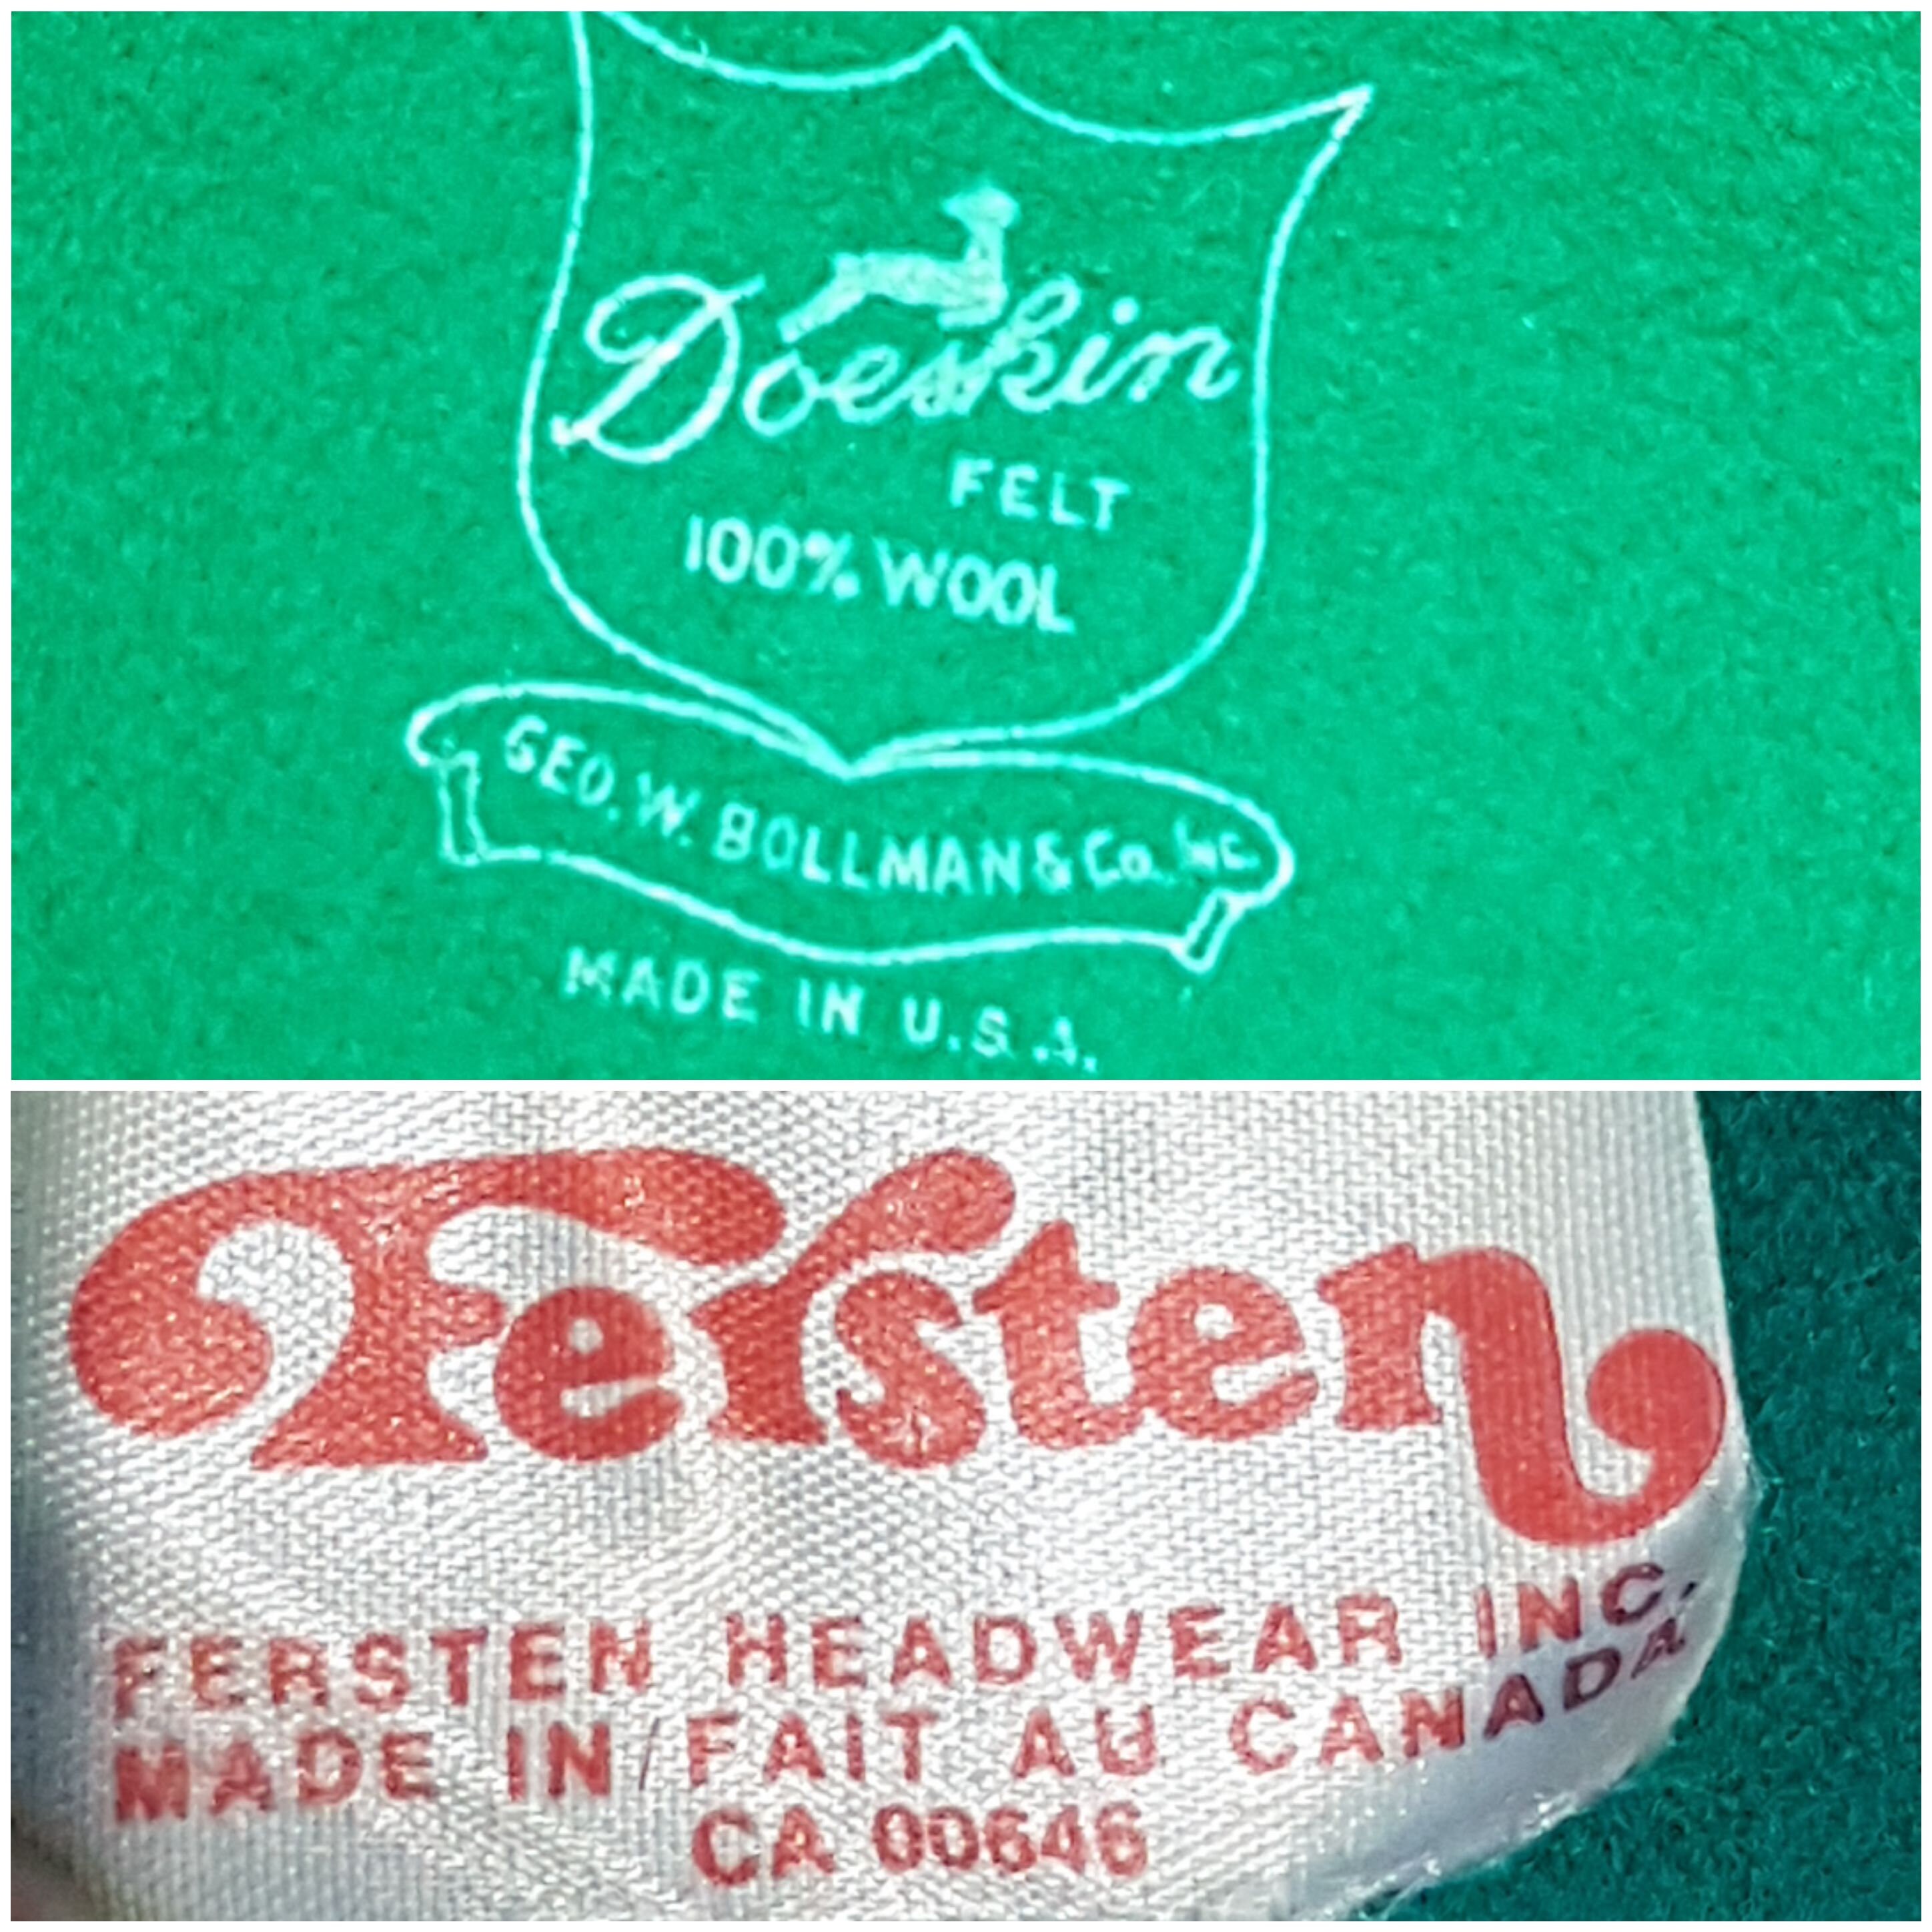 Doeskin
FELT
100% WOOL
GEO. W. BOLLMAN & Co. Inc.
MADE IN U.S.A.
Fersten
FERSTEN HEADWEAR INC.
MADE IN / FAIT AU CANADA
CA 00646